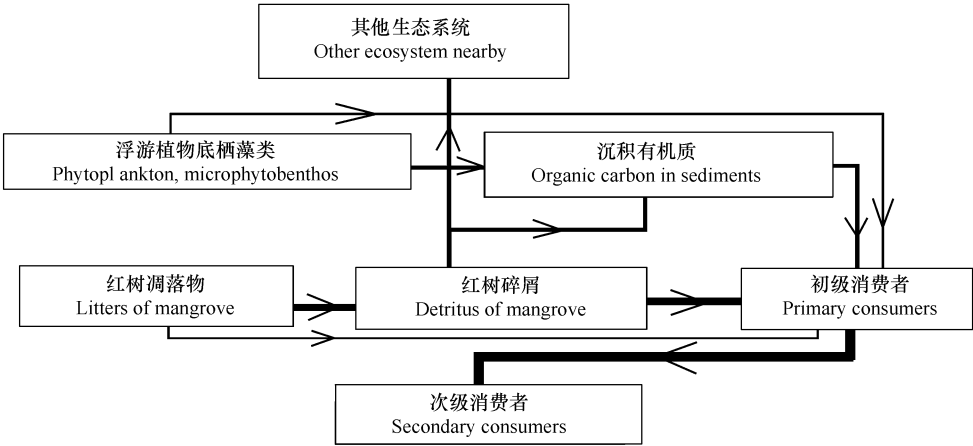 其他生态系统
Other ecosystem nearby
浮游植物底栖藻类
Phytopl ankton, microphytobenthos
沉积有机质
Organic carbon in sediments
红树凋落物
Litters of mangrove
红树碎屑
Detritus of mangrove
初级消费者
Primary consumers
次级消费者
Secondary consumers